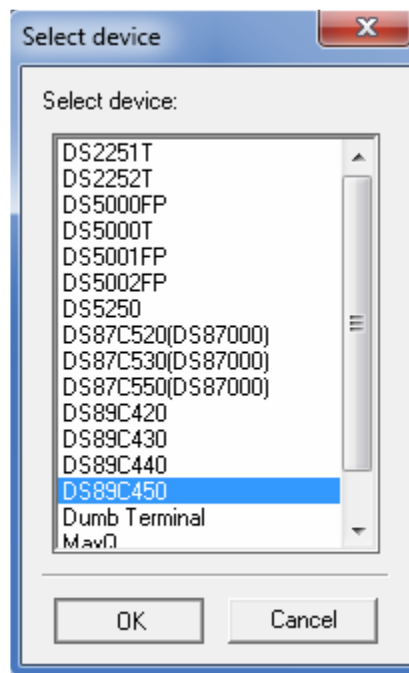 Select device
Select device:
DS2251T
DS2252T
DS5000FP
DS5000T
DS5001FP
DS5002FP
DS5250
DS87C520(DS87000)
DS87C530(DS87000)
DS87C550(DS87000)
DS89C420
DS89C430
DS89C440
DS89C450
Dumb Terminal
MaxQ
OK
Cancel